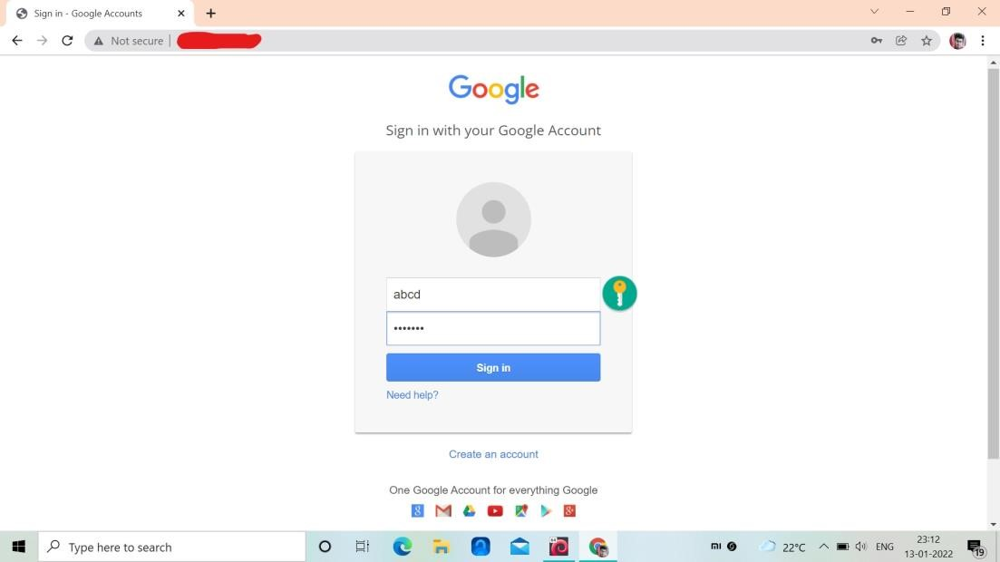 Sign in - Google Accounts
Not secure
Google
Sign in with your Google Account
abcd
•••••••
Sign in
Need help?
Create an account
One Google Account for everything Google
Type here to search
22°C
ENG
23:12
13-01-2022
19